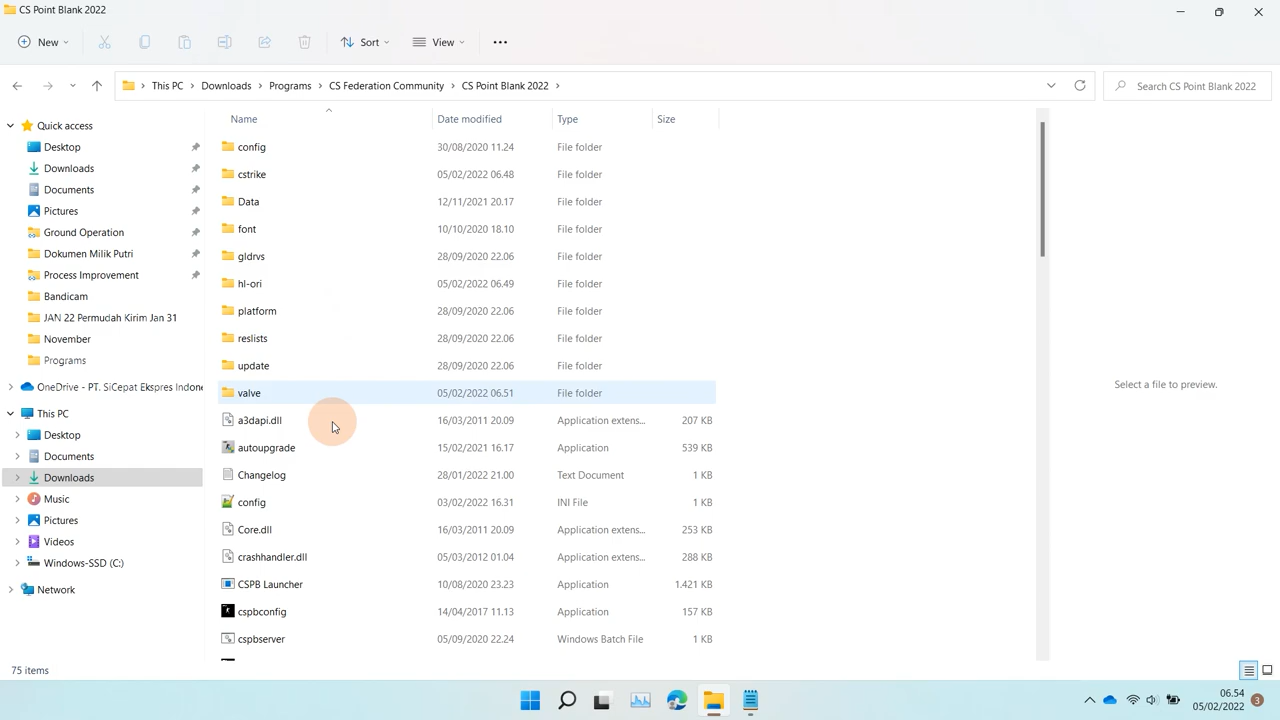 CS Point Blank 2022
New
Sort
View
This PC > Downloads > Programs > CS Federation Community > CS Point Blank 2022 >
Search CS Point Blank 2022
Quick access
Desktop
Downloads
Documents
Pictures
Ground Operation
Dokumen Milik Putri
Process Improvement
Bandicam
JAN 22 Permudah Kirim Jan 31
November
Programs
OneDrive - PT. SiCepat Ekspres Indone
This PC
Desktop
Documents
Downloads
Music
Pictures
Videos
Windows-SSD (C:)
Network
Name Date modified Type Size
config 30/08/2020 11.24 File folder
cstrike 05/02/2022 06.48 File folder
Data 12/11/2021 20.17 File folder
font 10/10/2020 18.10 File folder
gldrvs 28/09/2020 22.06 File folder
hl-ori 05/02/2022 06.49 File folder
platform 28/09/2020 22.06 File folder
reslists 28/09/2020 22.06 File folder
update 28/09/2020 22.06 File folder
valve 05/02/2022 06.51 File folder
a3dapi.dll 16/03/2011 20.09 Application extens... 207 KB
autoupgrade 15/02/2021 16.17 Application 539 KB
Changelog 28/01/2022 21.00 Text Document 1 KB
config 03/02/2022 16.31 INI File 1 KB
Core.dll 16/03/2011 20.09 Application extens... 253 KB
crashhandler.dll 05/03/2012 01.04 Application extens... 288 KB
CSPB Launcher 10/08/2020 23.23 Application 1.421 KB
cspbconfig 14/04/2017 11.13 Application 157 KB
cspbserver 05/09/2020 22.24 Windows Batch File 1 KB
Select a file to preview.
75 items
06.54
05/02/2022
3